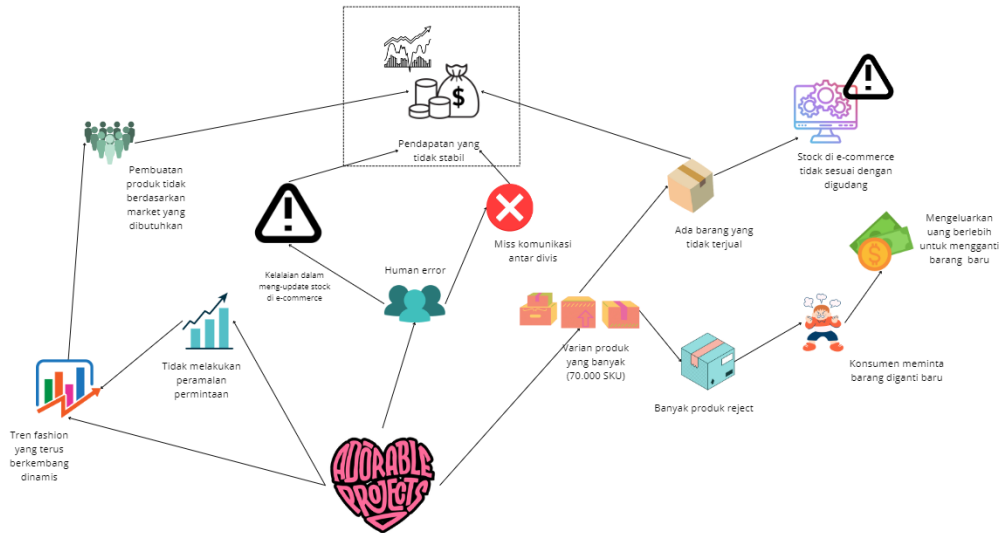 Pendapatan yang
tidak stabil
Pembuatan
produk tidak
berdasarkan
market yang
dibutuhkan
Stock di e-commerce
tidak sesuai dengan
digudang
Ada barang yang
tidak terjual
Mengeluarkan
uang berlebih
untuk mengganti
barang baru
Miss komunikasi
antar divis
Kelalaian dalam
meng-update stock
di e-commerce
Human error
Varian produk
yang banyak
(70.000 SKU)
Tidak melakukan
peramalan
permintaan
Konsumen meminta
barang diganti baru
Banyak produk reject
Tren fashion
yang terus
berkembang
dinamis
ADORABLE
PROJECTS